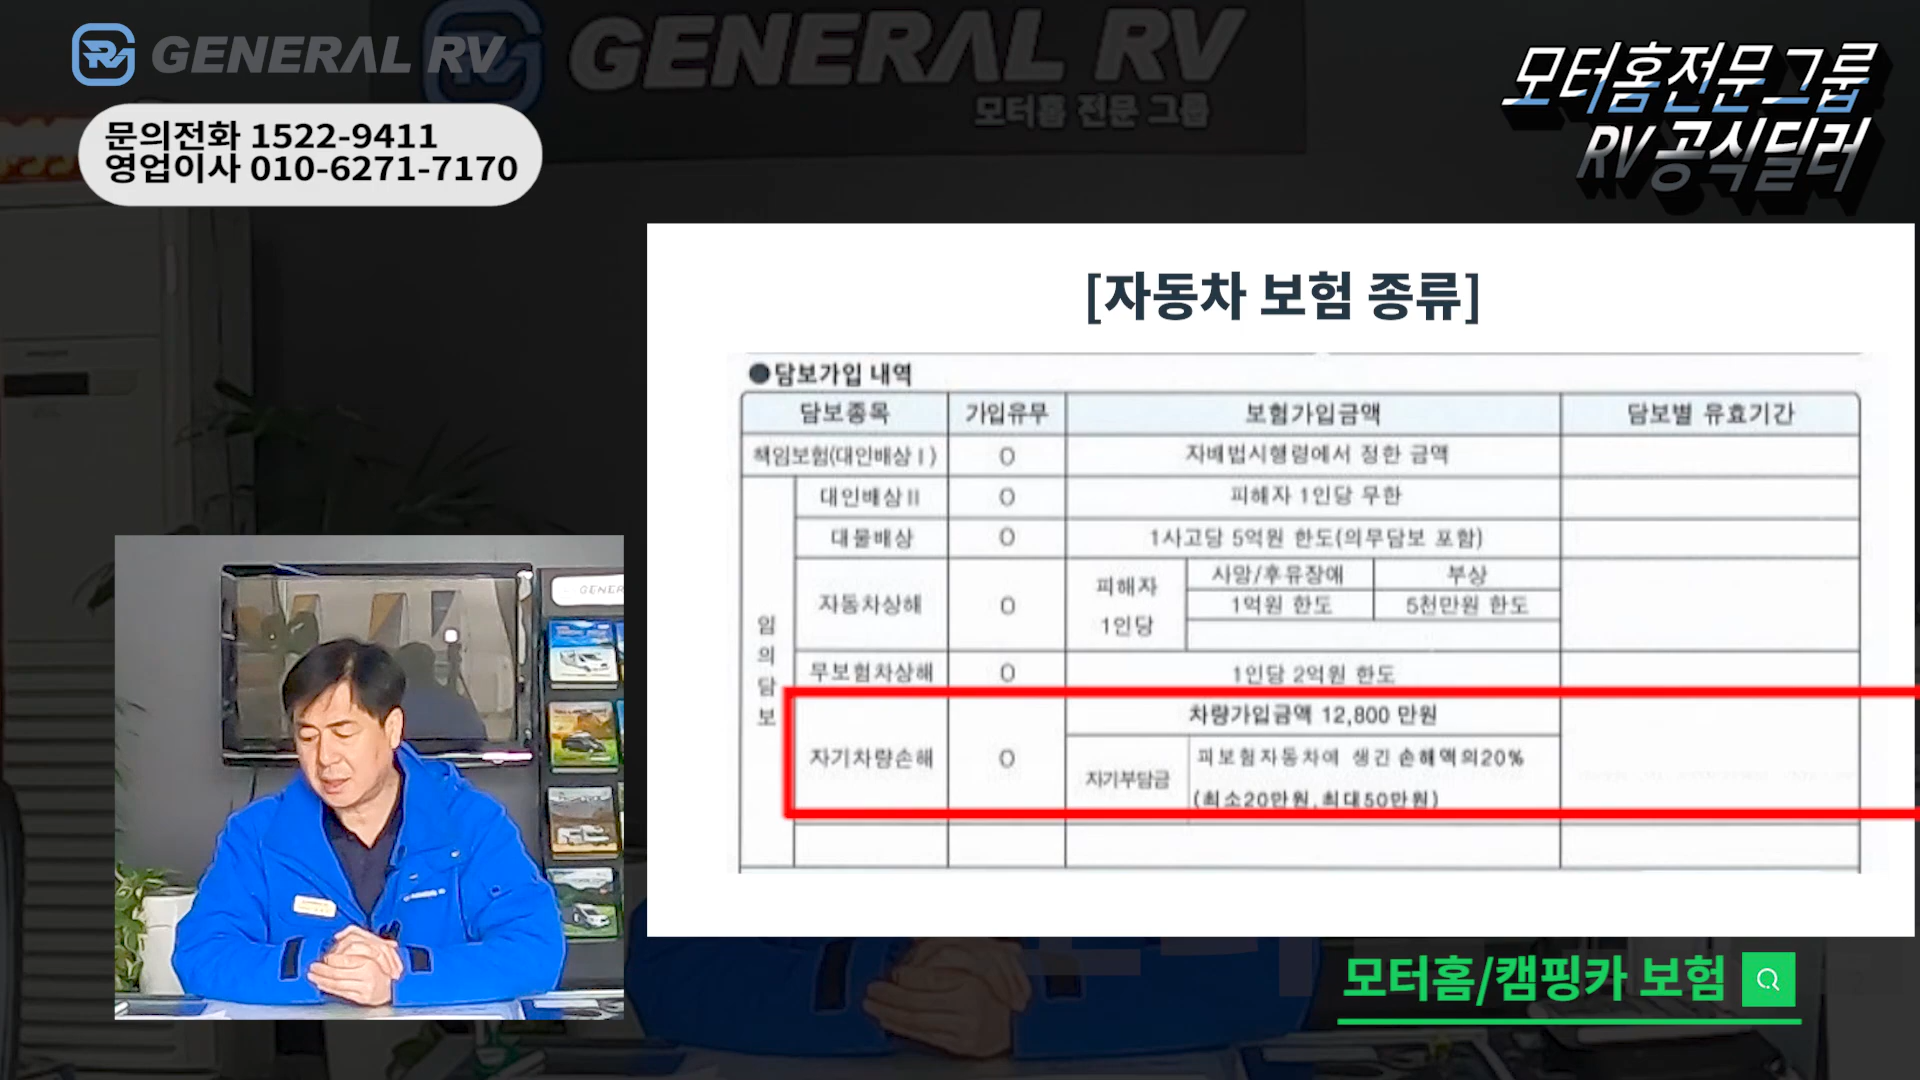 GENERAL RV
GENERAL RV
모터홈 전문 그룹
문의전화 1522-9411
영업이사 010-6271-7170
모터홈전문그룹
RV 공식딜러
[자동차 보험 종류]
●담보가입 내역
담보종목 가입유무 보험가입금액 담보별 유효기간
책임보험(대인배상Ⅰ) O 자배법시행령에서 정한 금액
임의담보
대인배상Ⅱ O 피해자 1인당 무한
대물배상 O 1사고당 5억원 한도(의무담보 포함)
자동차상해 O 피해자 1인당 사망/후유장애 부상
1억원 한도 5천만원 한도
무보험차상해 O 1인당 2억원 한도
자기차량손해 O 차량가입금액 12,800 만원
자기부담금 피보험자동차에 생긴 손해액의20%
(최소20만원,최대50만원)
GENER
모터홈/캠핑카 보험